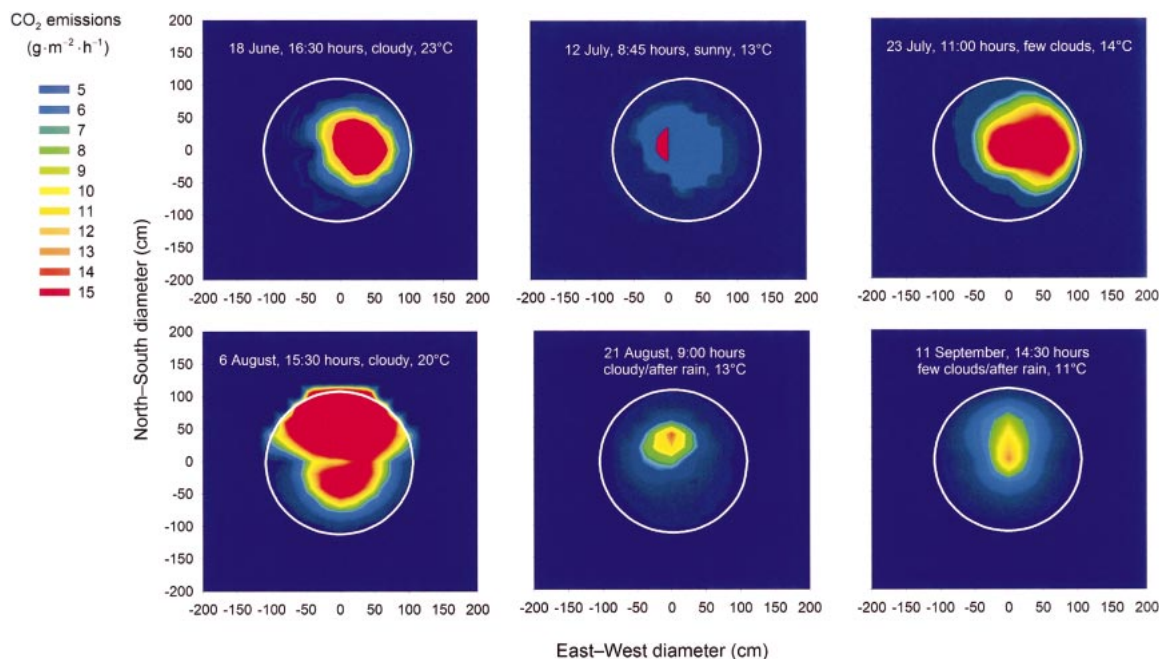 CO2 emissions
(g·m−2·h−1)
5
6
7
8
9
10
11
12
13
14
15
North–South diameter (cm)
200
150
100
50
0
-50
-100
-150
-200
18 June, 16:30 hours, cloudy, 23°C
-200 -150 -100 -50 0 50 100 150 200
12 July, 8:45 hours, sunny, 13°C
-200 -150 -100 -50 0 50 100 150 200
23 July, 11:00 hours, few clouds, 14°C
-200 -150 -100 -50 0 50 100 150 200
200
150
100
50
0
-50
-100
-150
-200
6 August, 15:30 hours, cloudy, 20°C
-200 -150 -100 -50 0 50 100 150 200
21 August, 9:00 hours
cloudy/after rain, 13°C
-200 -150 -100 -50 0 50 100 150 200
11 September, 14:30 hours
few clouds/after rain, 11°C
-200 -150 -100 -50 0 50 100 150 200
East–West diameter (cm)